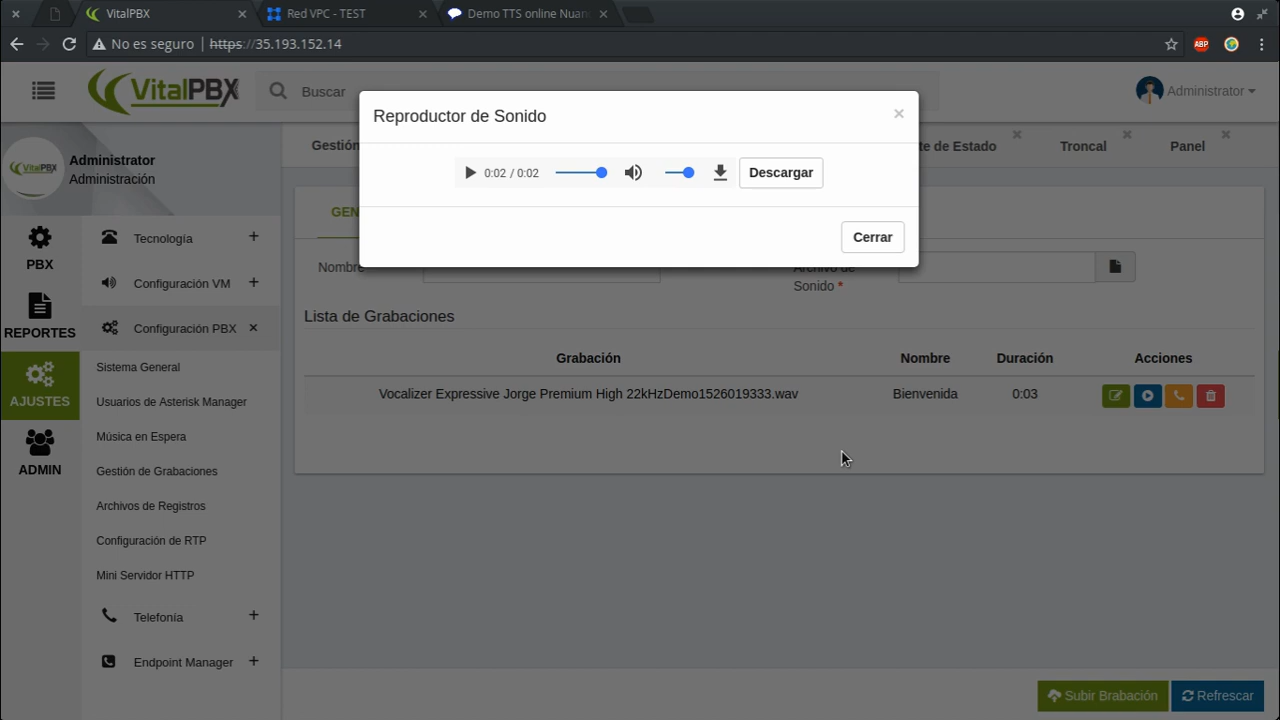 VitalPBX
Red VPC - TEST
Demo TTS online Nuan
No es seguro
https://35.193.152.14
ABP
VitalPBX
Buscar
Administrator
Reproductor de Sonido
0:02 / 0:02
Descargar
Cerrar
VitalPBX
Administrator
Administración
Gestión
te de Estado
Troncal
Panel
PBX
REPORTES
AJUSTES
ADMIN
Tecnología
Configuración VM
Configuración PBX
Sistema General
Usuarios de Asterisk Manager
Música en Espera
Gestión de Grabaciones
Archivos de Registros
Configuración de RTP
Mini Servidor HTTP
Telefonía
Endpoint Manager
GEN
Nombre
Archivo de
Sonido *
Lista de Grabaciones
Grabación Nombre Duración Acciones
Vocalizer Expressive Jorge Premium High 22kHzDemo1526019333.wav Bienvenida 0:03
Subir Brabación
Refrescar